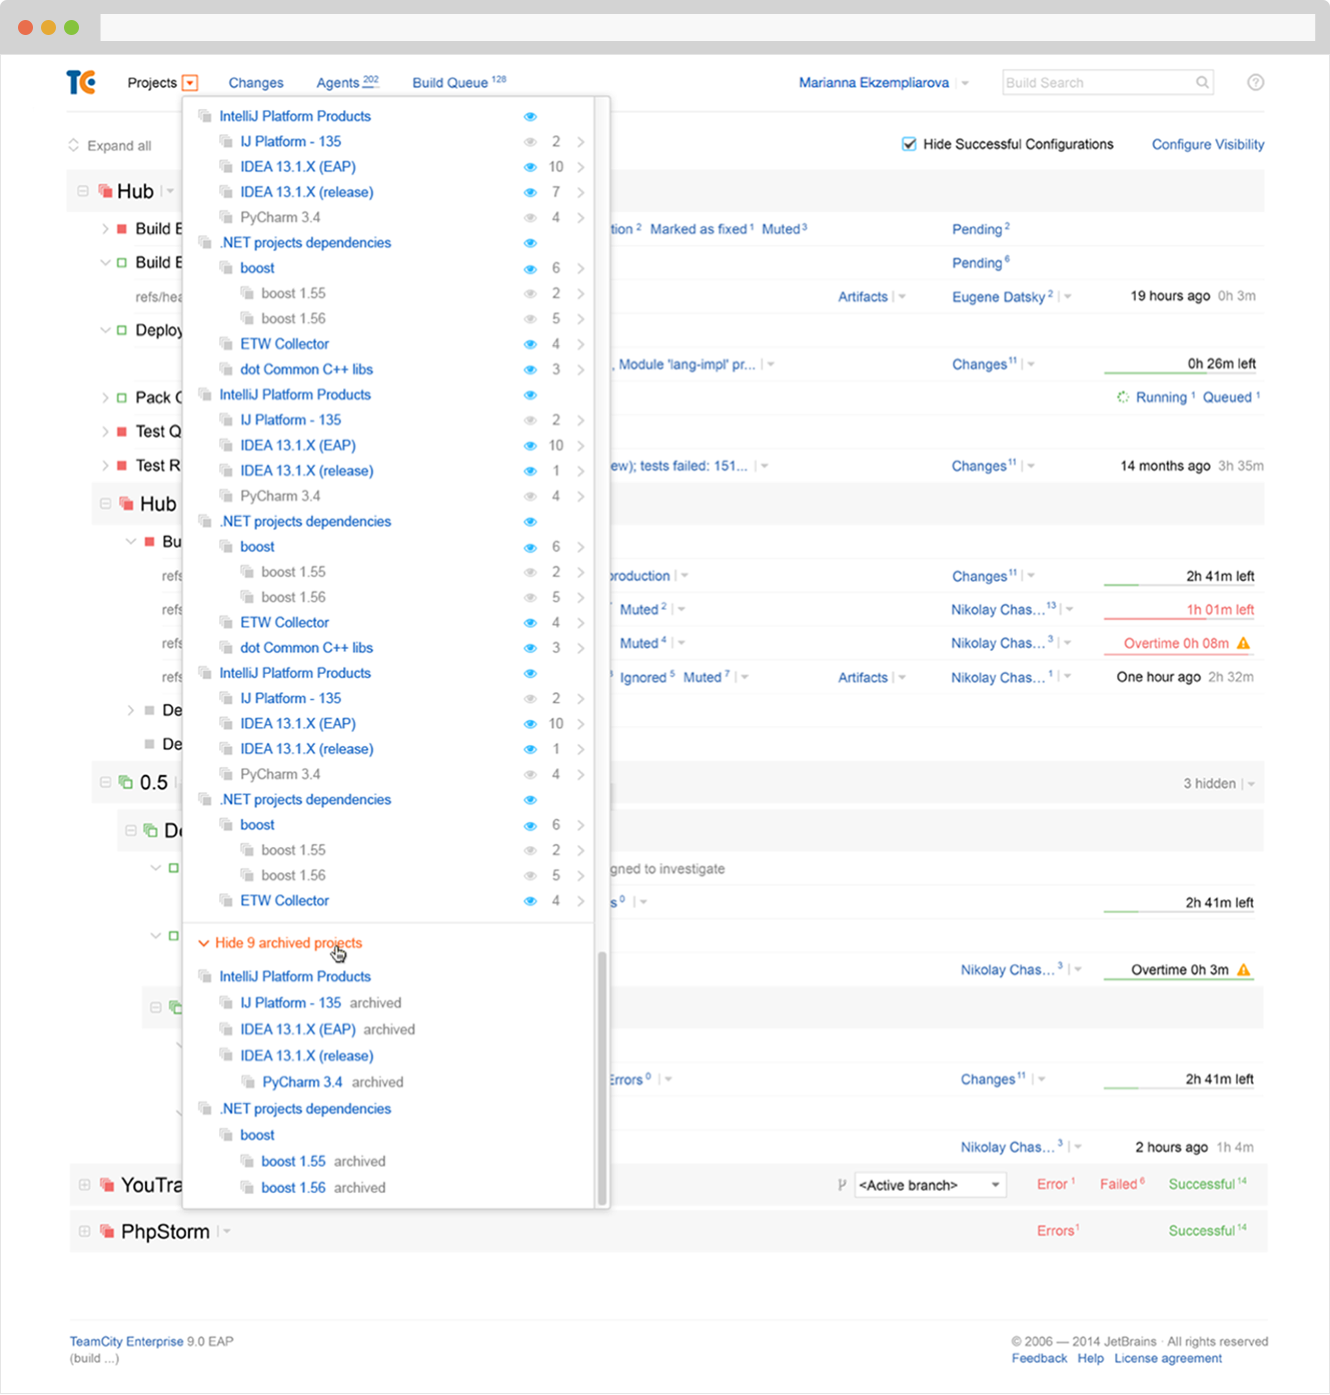 TC Projects Changes Agents 202 Build Queue 128 Marianna Ekzempliarova Build Search ?
Expand all
Hide Successful Configurations Configure Visibility
IntelliJ Platform Products
IJ Platform - 135 2
IDEA 13.1.X (EAP) 10
IDEA 13.1.X (release) 7
PyCharm 3.4 4
.NET projects dependencies
boost 6
boost 1.55 2
boost 1.56 5
ETW Collector 4
dot Common C++ libs 3
IntelliJ Platform Products
IJ Platform - 135 2
IDEA 13.1.X (EAP) 10
IDEA 13.1.X (release) 1
PyCharm 3.4 4
.NET projects dependencies
boost 6
boost 1.55 2
boost 1.56 5
ETW Collector 4
dot Common C++ libs 3
IntelliJ Platform Products
IJ Platform - 135 2
IDEA 13.1.X (EAP) 10
IDEA 13.1.X (release) 1
PyCharm 3.4 4
.NET projects dependencies
boost 6
boost 1.55 2
boost 1.56 5
ETW Collector 4
Hide 9 archived projects
IntelliJ Platform Products
IJ Platform - 135 archived
IDEA 13.1.X (EAP) archived
IDEA 13.1.X (release)
PyCharm 3.4 archived
.NET projects dependencies
boost
boost 1.55 archived
boost 1.56 archived
Hub
Build E tion 2 Marked as fixed 1 Muted 3 Pending 2
Build E Pending 6
refs/hea Artifacts Eugene Datsky 2 19 hours ago 0h 3m
Deploy
, Module 'lang-impl' pr... Changes 11 0h 26m left
Pack Running 1 Queued 1
Test Q
Test R ew); tests failed: 151... Changes 11 14 months ago 3h 35m
Hub
Bu
refs production Changes 11 2h 41m left
refs Muted 2 Nikolay Chas... 13 1h 01m left
refs Muted 4 Nikolay Chas... 3 Overtime 0h 08m
refs Ignored 5 Muted 7 Artifacts Nikolay Chas... 1 One hour ago 2h 32m
De
De
0.5 3 hidden
De
gned to investigate
s 0 2h 41m left
Nikolay Chas... 3 Overtime 0h 3m
Errors 0 Changes 11 2h 41m left
Nikolay Chas... 3 2 hours ago 1h 4m
YouTra <Active branch> Error 1 Failed 6 Successful 14
PhpStorm Errors 1 Successful 14
TeamCity Enterprise 9.0 EAP
(build ...)
© 2006 — 2014 JetBrains · All rights reserved
Feedback Help License agreement